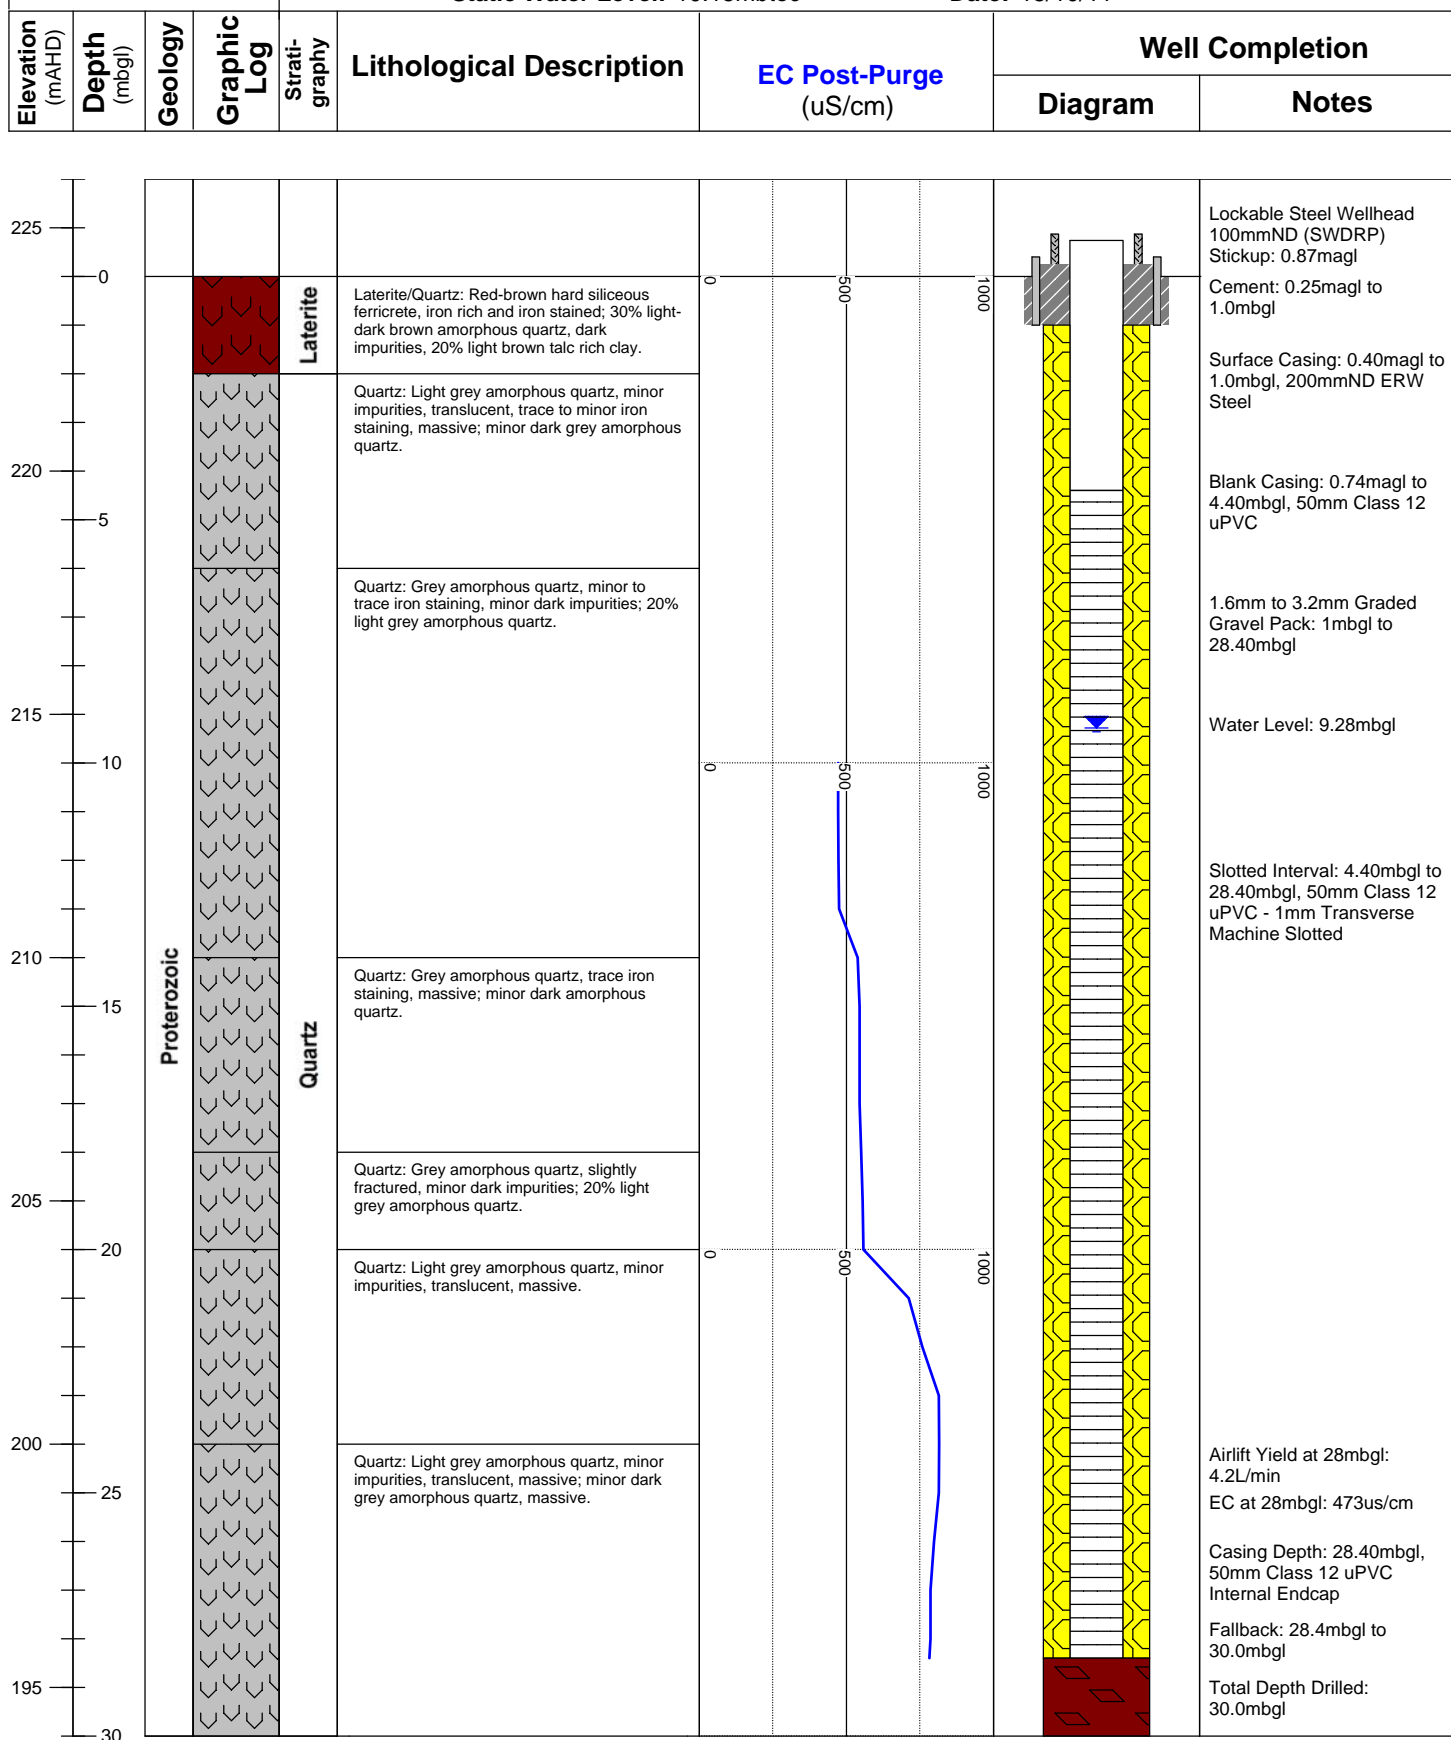 Elevation (mAHD)
Depth (mbgl)
Geology
Graphic Log
Strati-
graphy
Lithological Description
EC Post-Purge
(uS/cm)
Well Completion
Diagram
Notes
225
220
215
210
205
200
195
0
5
10
15
20
25
30
Proterozoic
Laterite
Quartz
Laterite/Quartz: Red-brown hard siliceous
ferricrete, iron rich and iron stained; 30% light-
dark brown amorphous quartz, dark
impurities, 20% light brown talc rich clay.
Quartz: Light grey amorphous quartz, minor
impurities, translucent, trace to minor iron
staining, massive; minor dark grey amorphous
quartz.
Quartz: Grey amorphous quartz, minor to
trace iron staining, minor dark impurities; 20%
light grey amorphous quartz.
Quartz: Grey amorphous quartz, trace iron
staining, massive; minor dark amorphous
quartz.
Quartz: Grey amorphous quartz, slightly
fractured, minor dark impurities; 20% light
grey amorphous quartz.
Quartz: Light grey amorphous quartz, minor
impurities, translucent, massive.
Quartz: Light grey amorphous quartz, minor
impurities, translucent, massive; minor dark
grey amorphous quartz, massive.
0
500
1000
0
500
1000
0
500
1000
Lockable Steel Wellhead
100mmND (SWDRP)
Stickup: 0.87magl
Cement: 0.25magl to
1.0mbgl
Surface Casing: 0.40magl to
1.0mbgl, 200mmND ERW
Steel
Blank Casing: 0.74magl to
4.40mbgl, 50mm Class 12
uPVC
1.6mm to 3.2mm Graded
Gravel Pack: 1mbgl to
28.40mbgl
Water Level: 9.28mbgl
Slotted Interval: 4.40mbgl to
28.40mbgl, 50mm Class 12
uPVC - 1mm Transverse
Machine Slotted
Airlift Yield at 28mbgl:
4.2L/min
EC at 28mbgl: 473us/cm
Casing Depth: 28.40mbgl,
50mm Class 12 uPVC
Internal Endcap
Fallback: 28.4mbgl to
30.0mbgl
Total Depth Drilled:
30.0mbgl